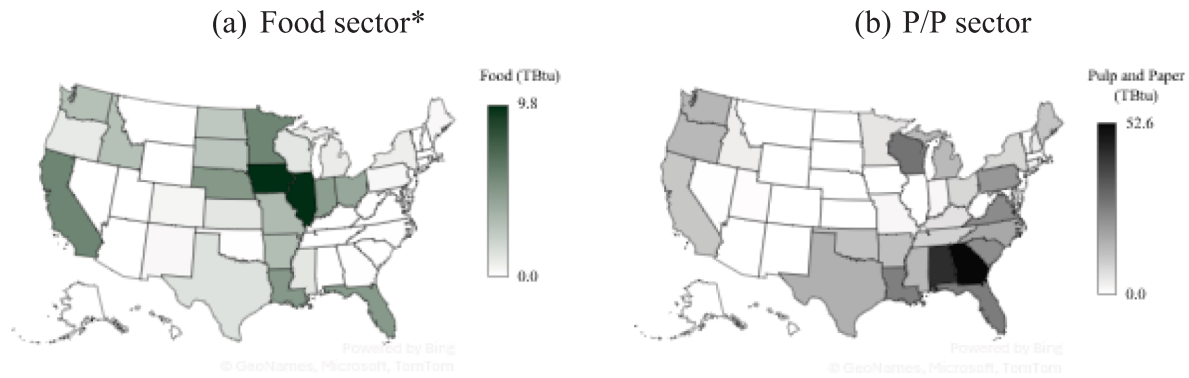 (a) Food sector*
(b) P/P sector
Food (TBtu)
9.8
0.0
Powered by Bing
© GeoNames, Microsoft, TomTom
Pulp and Paper
(TBtu)
52.6
0.0
Powered by Bing
© GeoNames, Microsoft, TomTom